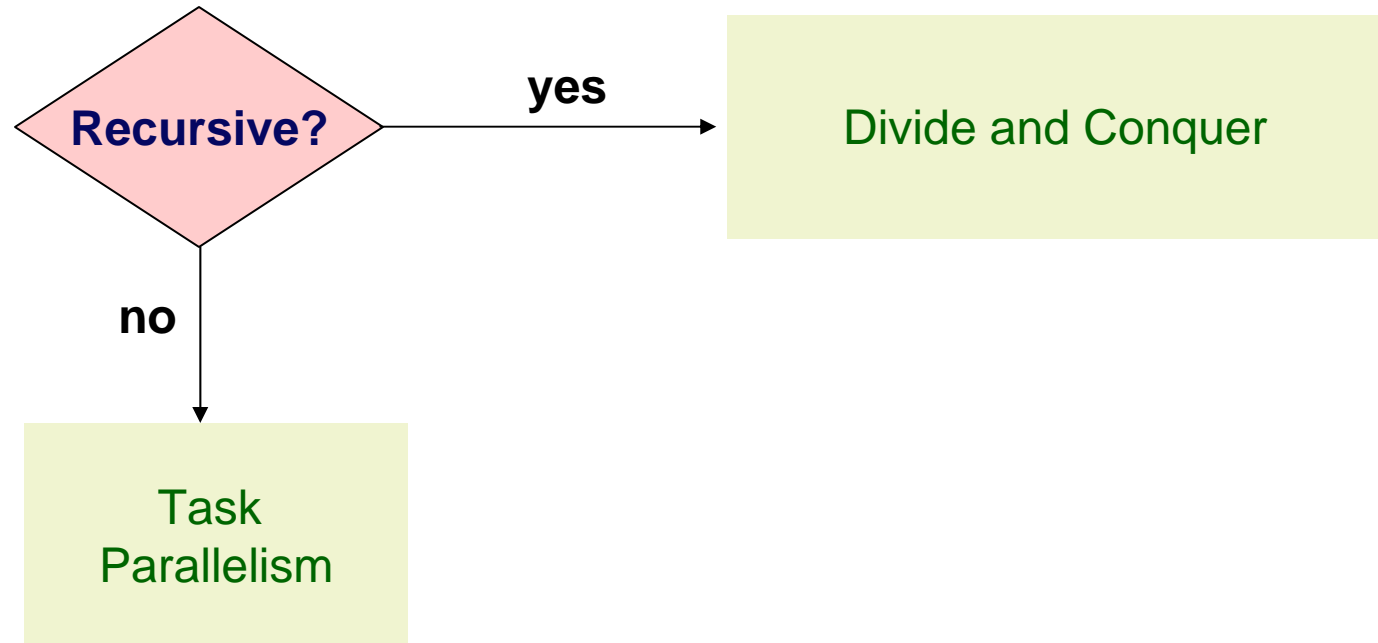 Recursive?
yes
Divide and Conquer
no
Task
Parallelism